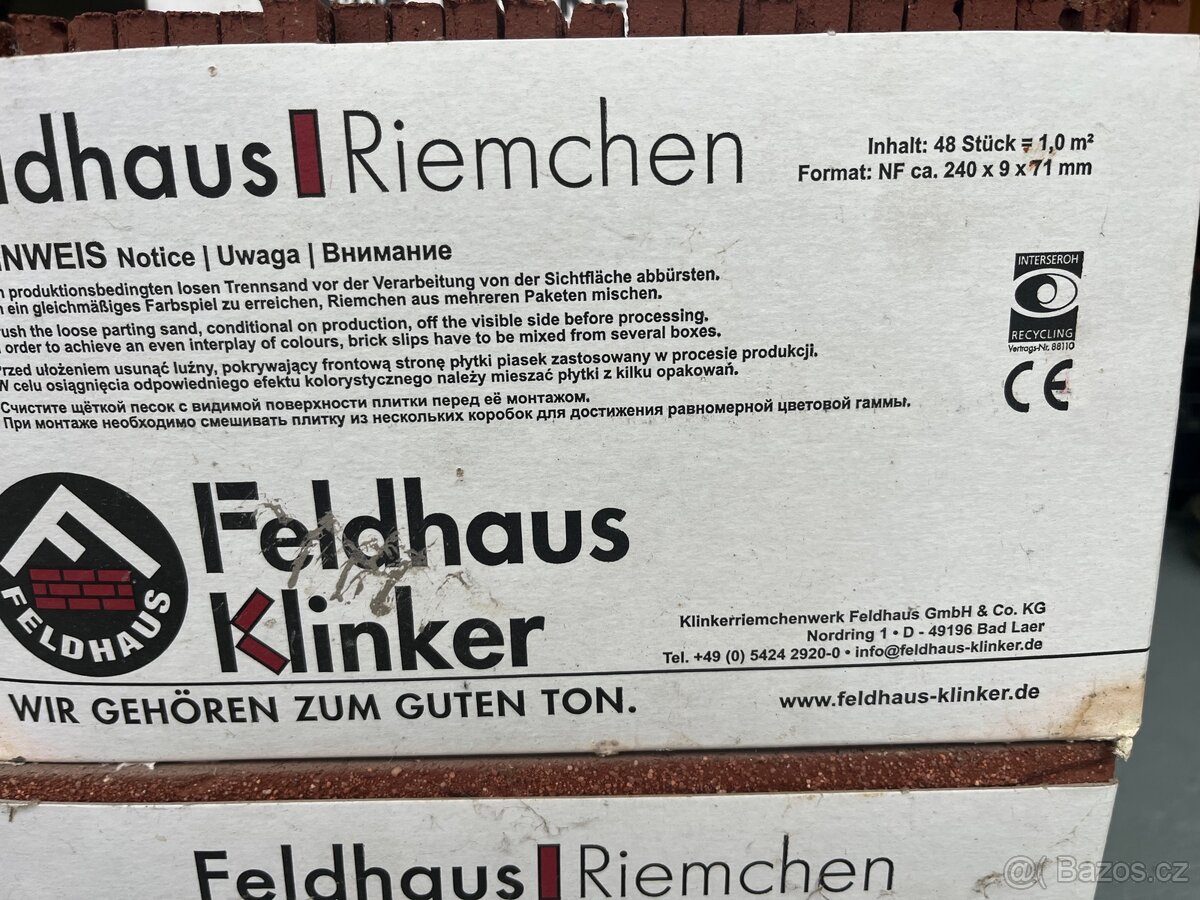 ldhaus Riemchen
Inhalt: 48 Stück = 1,0 m²
Format: NF ca. 240 x 9 x 71 mm
INWEIS Notice | Uwaga | Внимание
n produktionsbedingten losen Trennsand vor der Verarbeitung von der Sichtfläche abbürsten.
n ein gleichmäßiges Farbspiel zu erreichen, Riemchen aus mehreren Paketen mischen.
rush the loose parting sand, conditional on production, off the visible side before processing.
order to achieve an even interplay of colours, brick slips have to be mixed from several boxes.
Przed ułożeniem usunąć luźny, pokrywający frontową stronę płytki piasek zastosowany w procesie produkcji.
W celu osiągnięcia odpowiedniego efektu kolorystycznego należy mieszać płytki z kilku opakowań.
Счистите щёткой песок с видимой поверхности плитки перед её монтажом.
При монтаже необходимо смешивать плитку из нескольких коробок для достижения равномерной цветовой гаммы.
INTERSEROH
RECYCLING
Vertrags-Nr. 88110
CE
FELDHAUS
Feldhaus
Klinker
Klinkerriemchenwerk Feldhaus GmbH & Co. KG
Nordring 1 • D - 49196 Bad Laer
Tel. +49 (0) 5424 2920-0 • info@feldhaus-klinker.de
WIR GEHÖREN ZUM GUTEN TON.
www.feldhaus-klinker.de
Feldhaus Riemchen
@( Bazos.cz